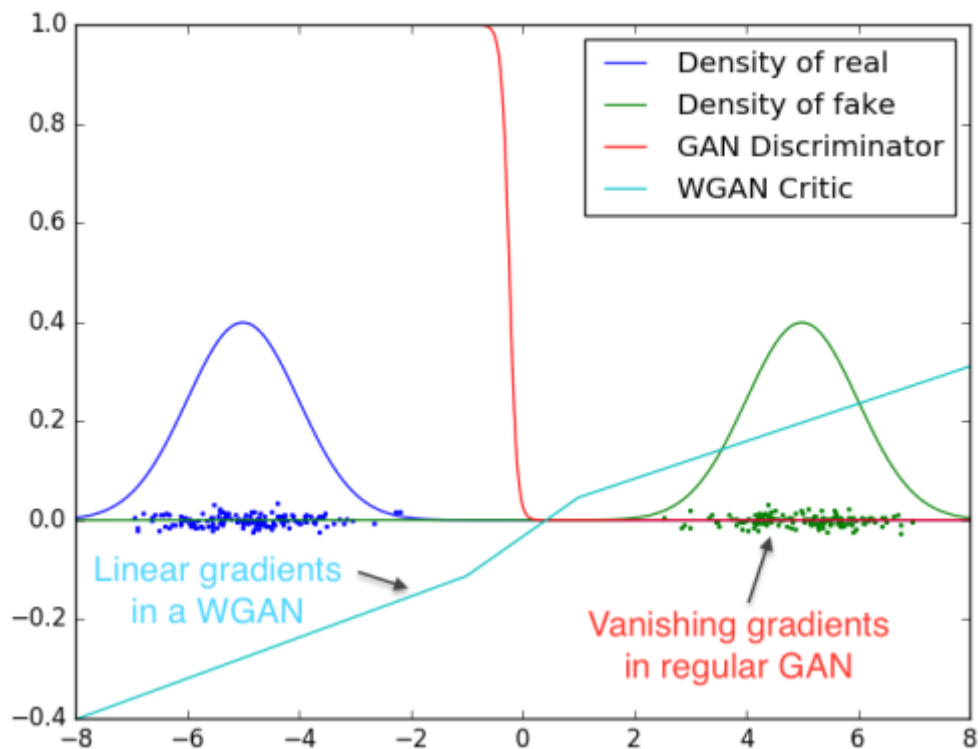 1.0
0.8
0.6
0.4
0.2
0.0
−0.2
−0.4
−8
−6
−4
−2
0
2
4
6
8
Density of real
Density of fake
GAN Discriminator
WGAN Critic
Linear gradients
in a WGAN
Vanishing gradients
in regular GAN